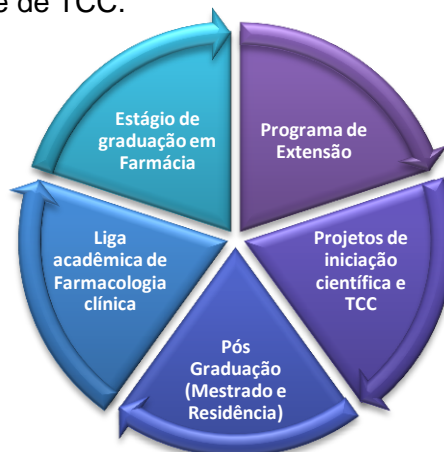 e de TCC.
Estágio de
graduação em
Farmácia
Programa de
Extensão
Projetos de
iniciação
científica e
TCC
Pós
Graduação
(Mestrado e
Residência)
Liga
acadêmica de
Farmacologia
clínica